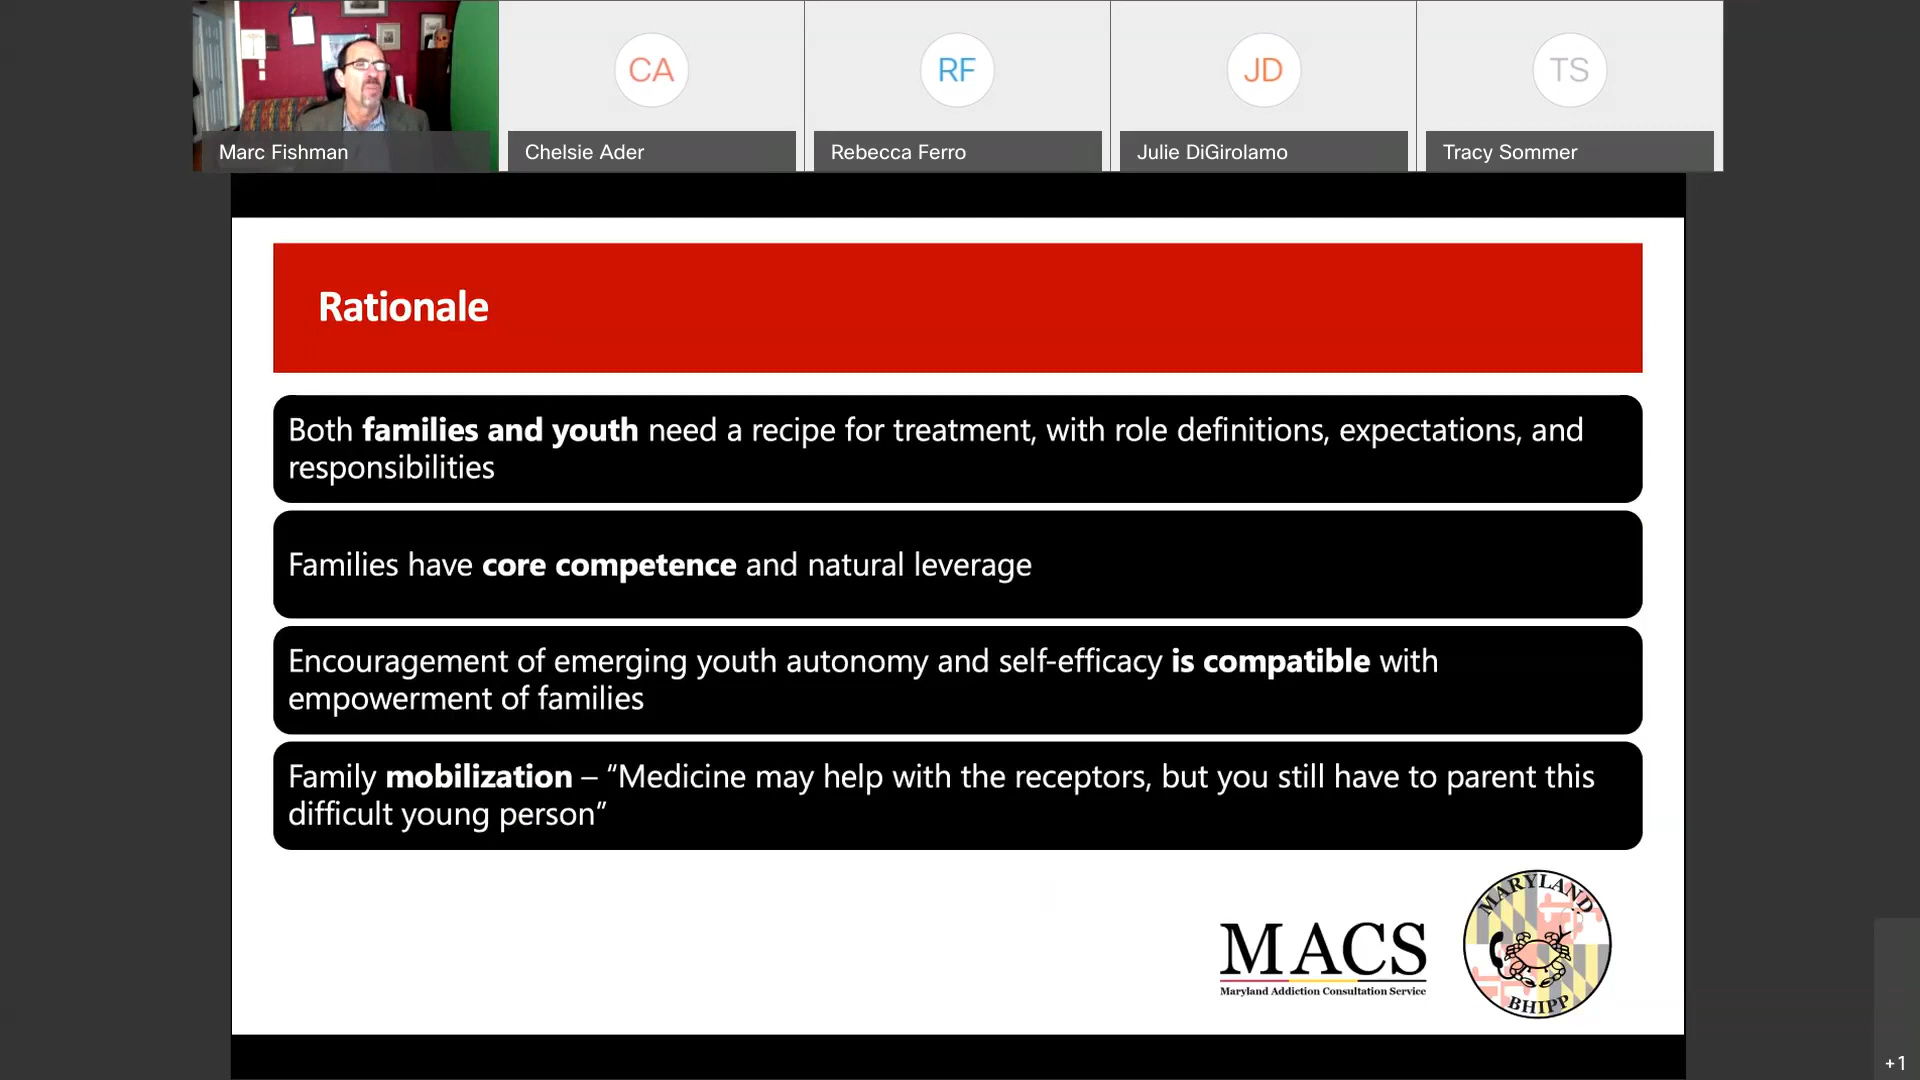 CA
RF
JD
TS
Marc Fishman
Chelsie Ader
Rebecca Ferro
Julie DiGirolamo
Tracy Sommer
Rationale
Both families and youth need a recipe for treatment, with role definitions, expectations, and
responsibilities
Families have core competence and natural leverage
Encouragement of emerging youth autonomy and self-efficacy is compatible with
empowerment of families
Family mobilization – “Medicine may help with the receptors, but you still have to parent this
difficult young person”
MACS
Maryland Addiction Consultation Service
MARYLAND
BHIPP
+1